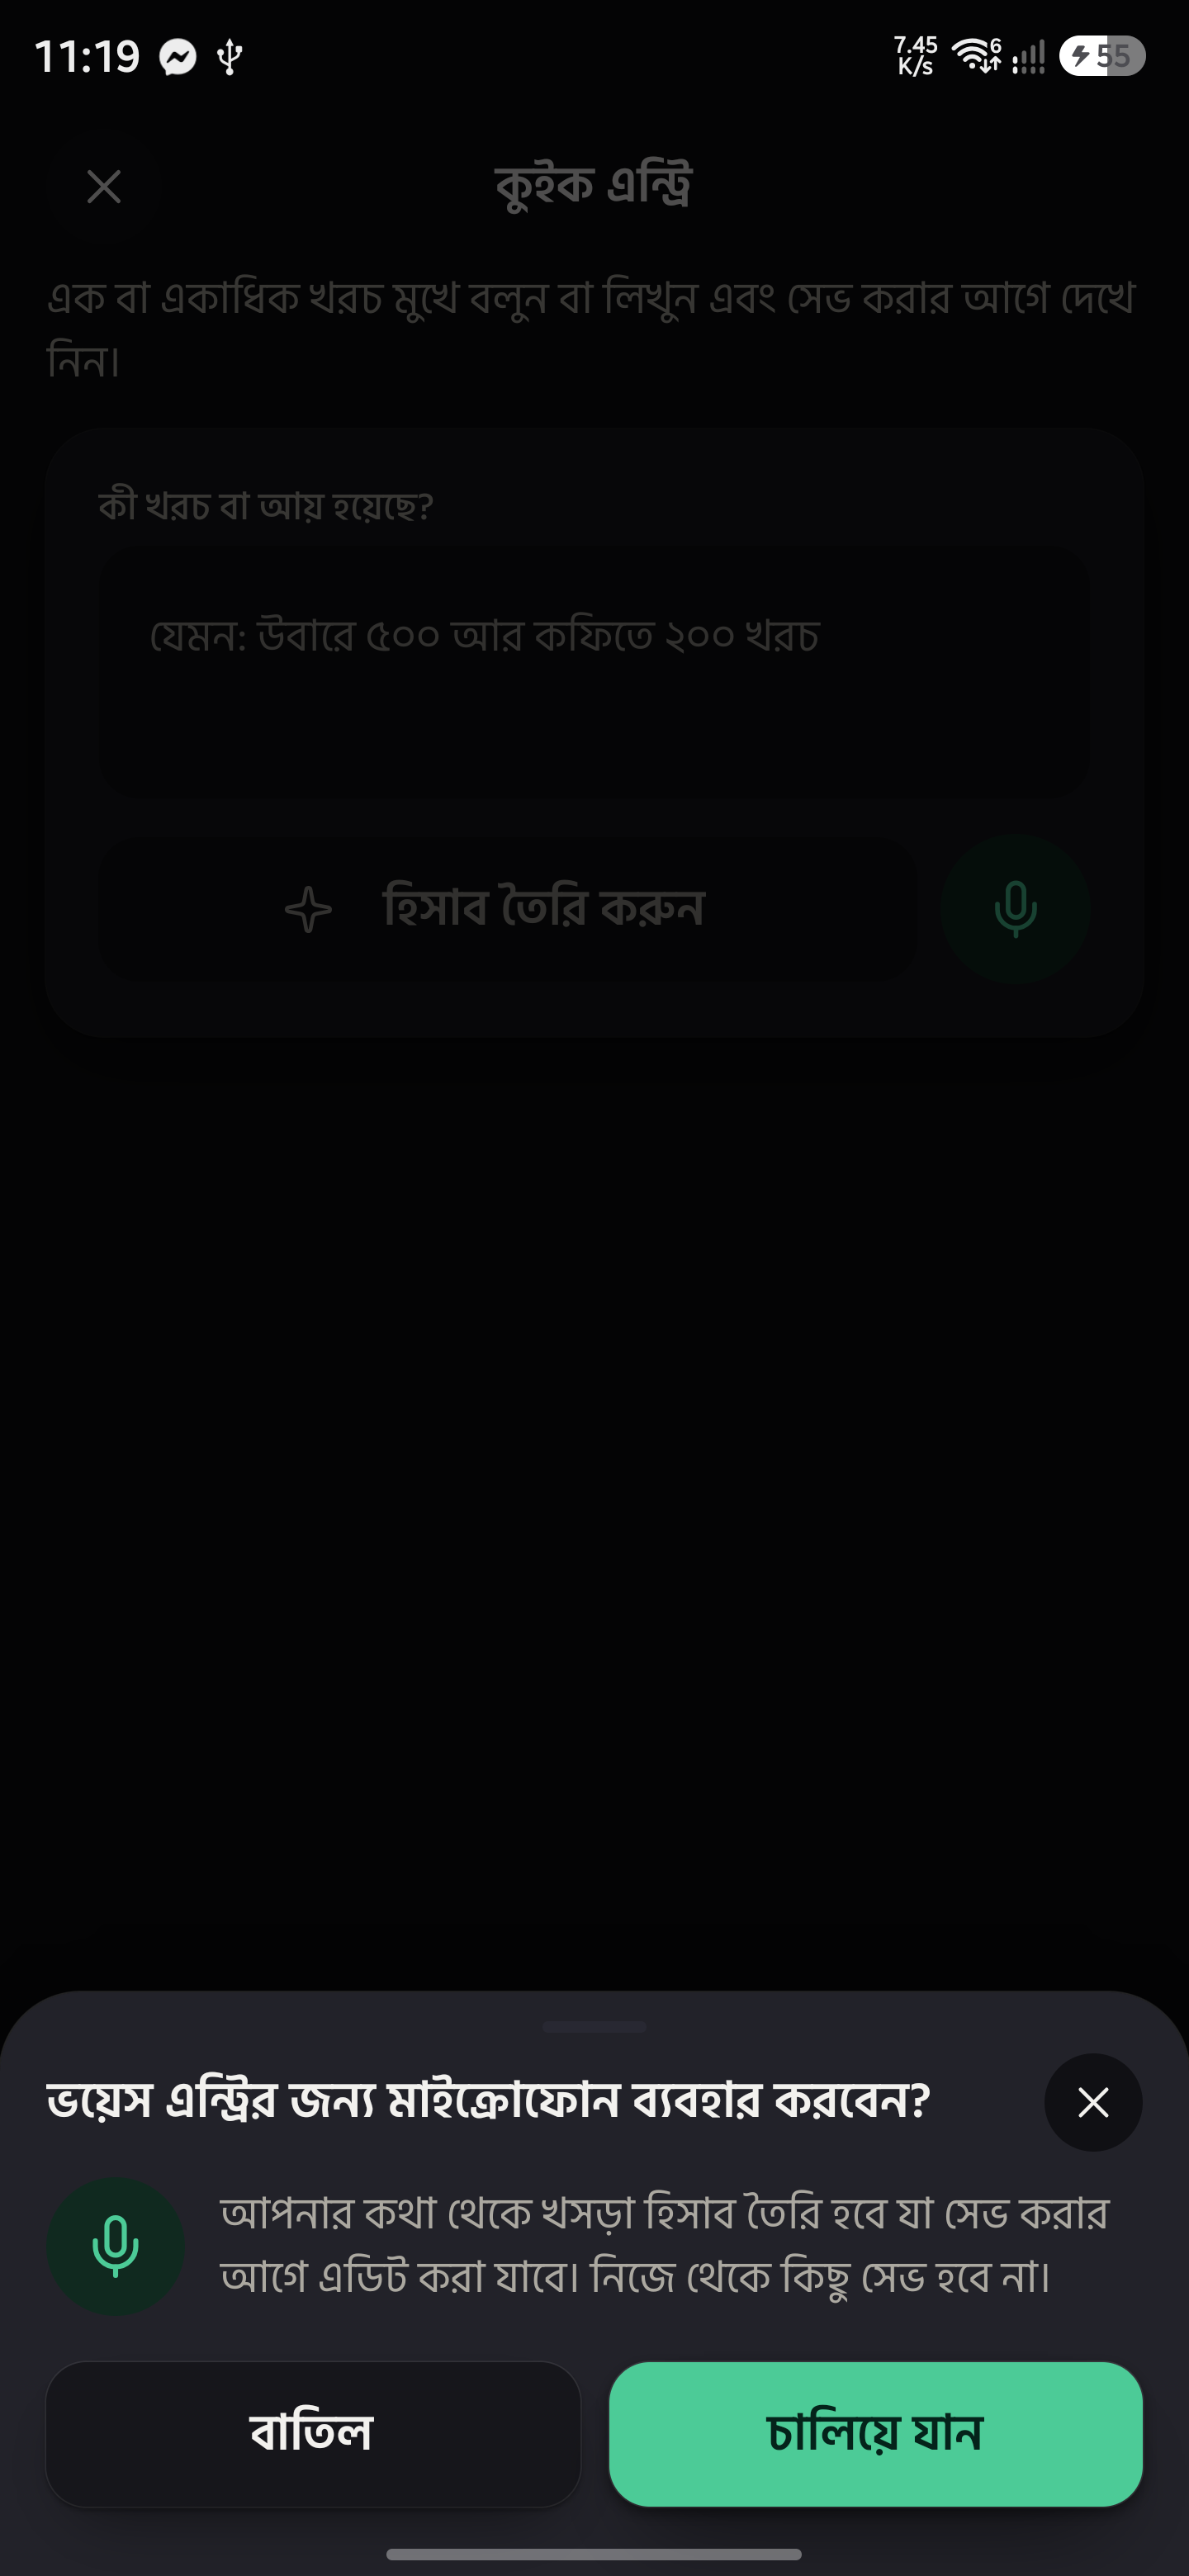 11:19
7.45 K/s
6
55
কুইক এন্ট্রি
এক বা একাধিক খরচ মুখে বলুন বা লিখুন এবং সেভ করার আগে দেখে
নিন।
কী খরচ বা আয় হয়েছে?
যেমন: উবারে ৫০০ আর কফিতে ২০০ খরচ
হিসাব তৈরি করুন
ভয়েস এন্ট্রির জন্য মাইক্রোফোন ব্যবহার করবেন?
আপনার কথা থেকে খসড়া হিসাব তৈরি হবে যা সেভ করার
আগে এডিট করা যাবে। নিজে থেকে কিছু সেভ হবে না।
বাতিল
চালিয়ে যান